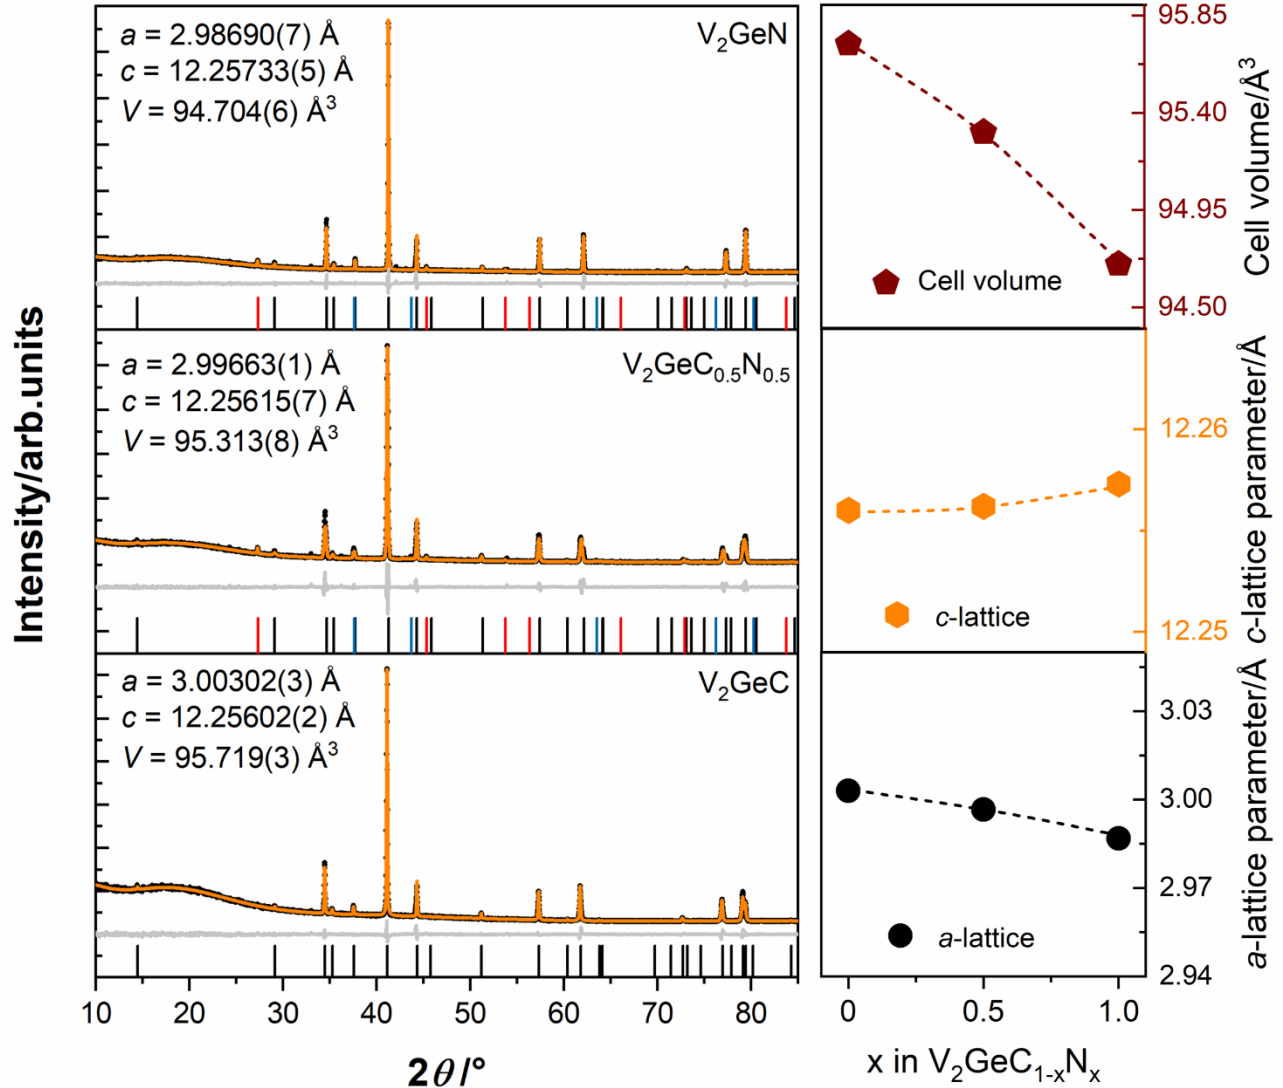 Intensity/arb.units
a = 2.98690(7) Å
c = 12.25733(5) Å
V = 94.704(6) Å³
V₂GeN
a = 2.99663(1) Å
c = 12.25615(7) Å
V = 95.313(8) Å³
V₂GeC₀.₅N₀.₅
a = 3.00302(3) Å
c = 12.25602(2) Å
V = 95.719(3) Å³
V₂GeC
10 20 30 40 50 60 70 80
2θ/°
95.85
95.40
94.95
94.50
Cell volume/Å³
Cell volume
12.26
12.25
c-lattice parameter/Å
c-lattice
3.03
3.00
2.97
2.94
a-lattice parameter/Å
a-lattice
0 0.5 1.0
x in V₂GeC₁₋ₓNₓ